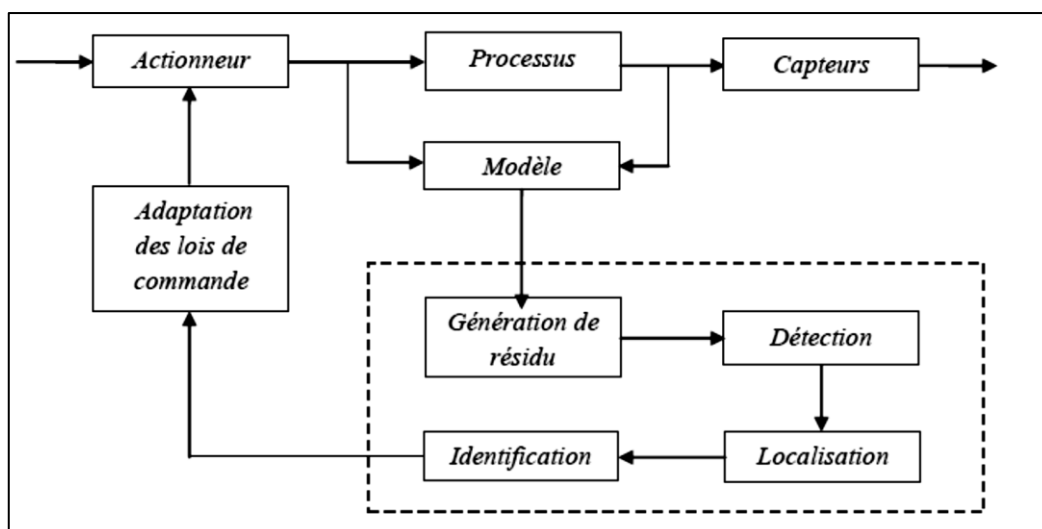 Actionneur
Processus
Capteurs
Modèle
Adaptation
des lois de
commande
Génération de
résidu
Détection
Identification
Localisation